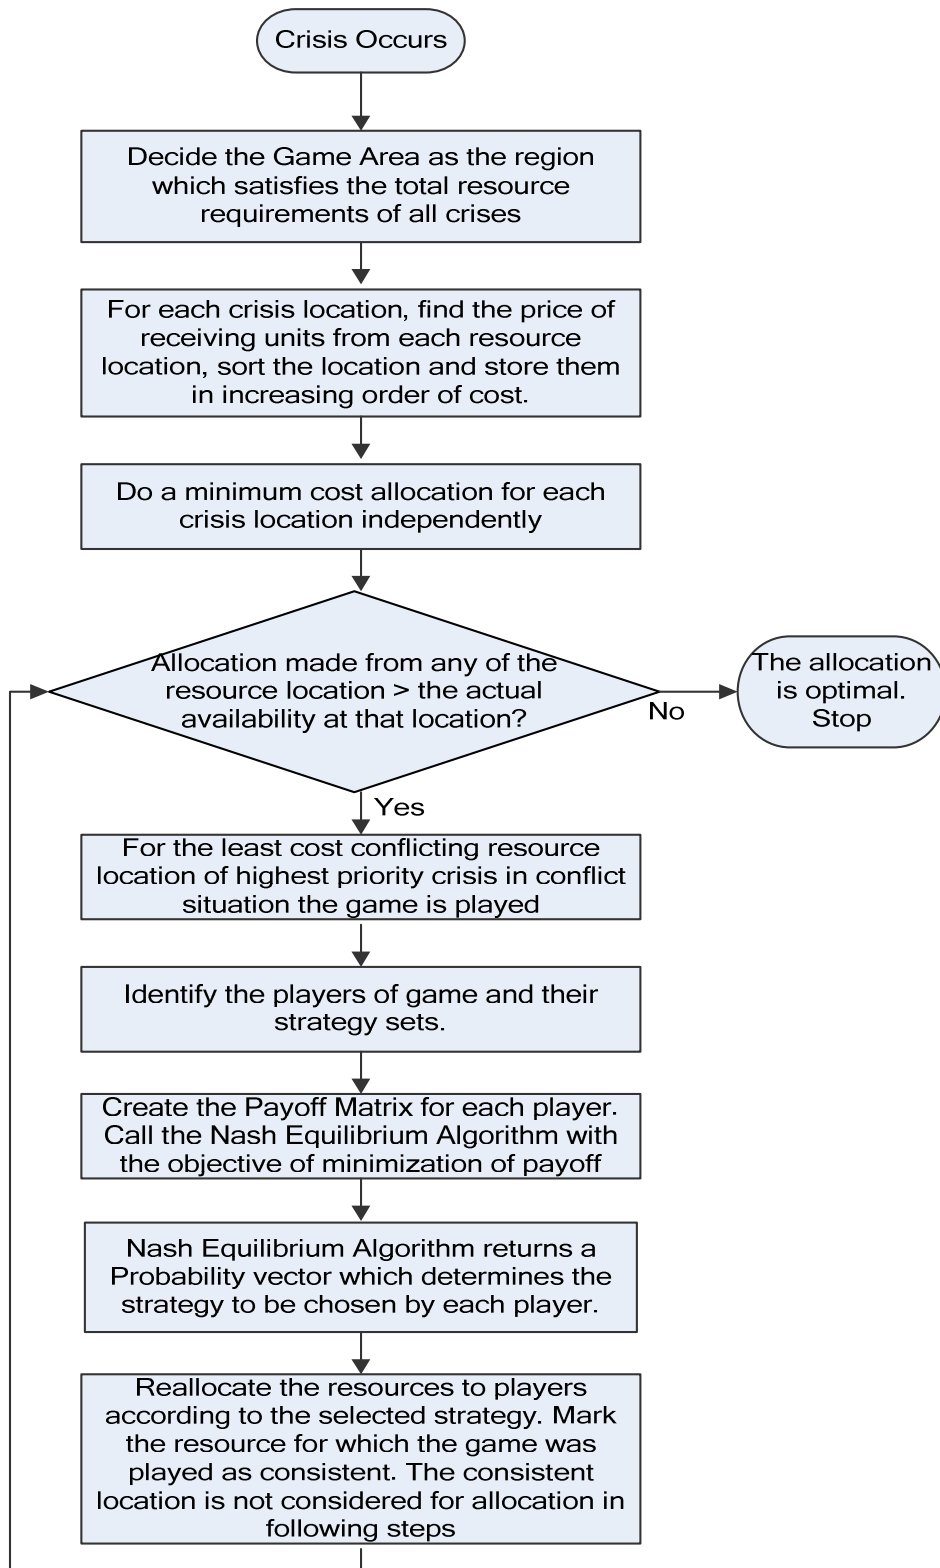 Crisis Occurs
Decide the Game Area as the region
which satisfies the total resource
requirements of all crises
For each crisis location, find the price of
receiving units from each resource
location, sort the location and store them
in increasing order of cost.
Do a minimum cost allocation for each
crisis location independently
Allocation made from any of the
resource location > the actual
availability at that location?
No
The allocation
is optimal.
Stop
Yes
For the least cost conflicting resource
location of highest priority crisis in conflict
situation the game is played
Identify the players of game and their
strategy sets.
Create the Payoff Matrix for each player.
Call the Nash Equilibrium Algorithm with
the objective of minimization of payoff
Nash Equilibrium Algorithm returns a
Probability vector which determines the
strategy to be chosen by each player.
Reallocate the resources to players
according to the selected strategy. Mark
the resource for which the game was
played as consistent. The consistent
location is not considered for allocation in
following steps